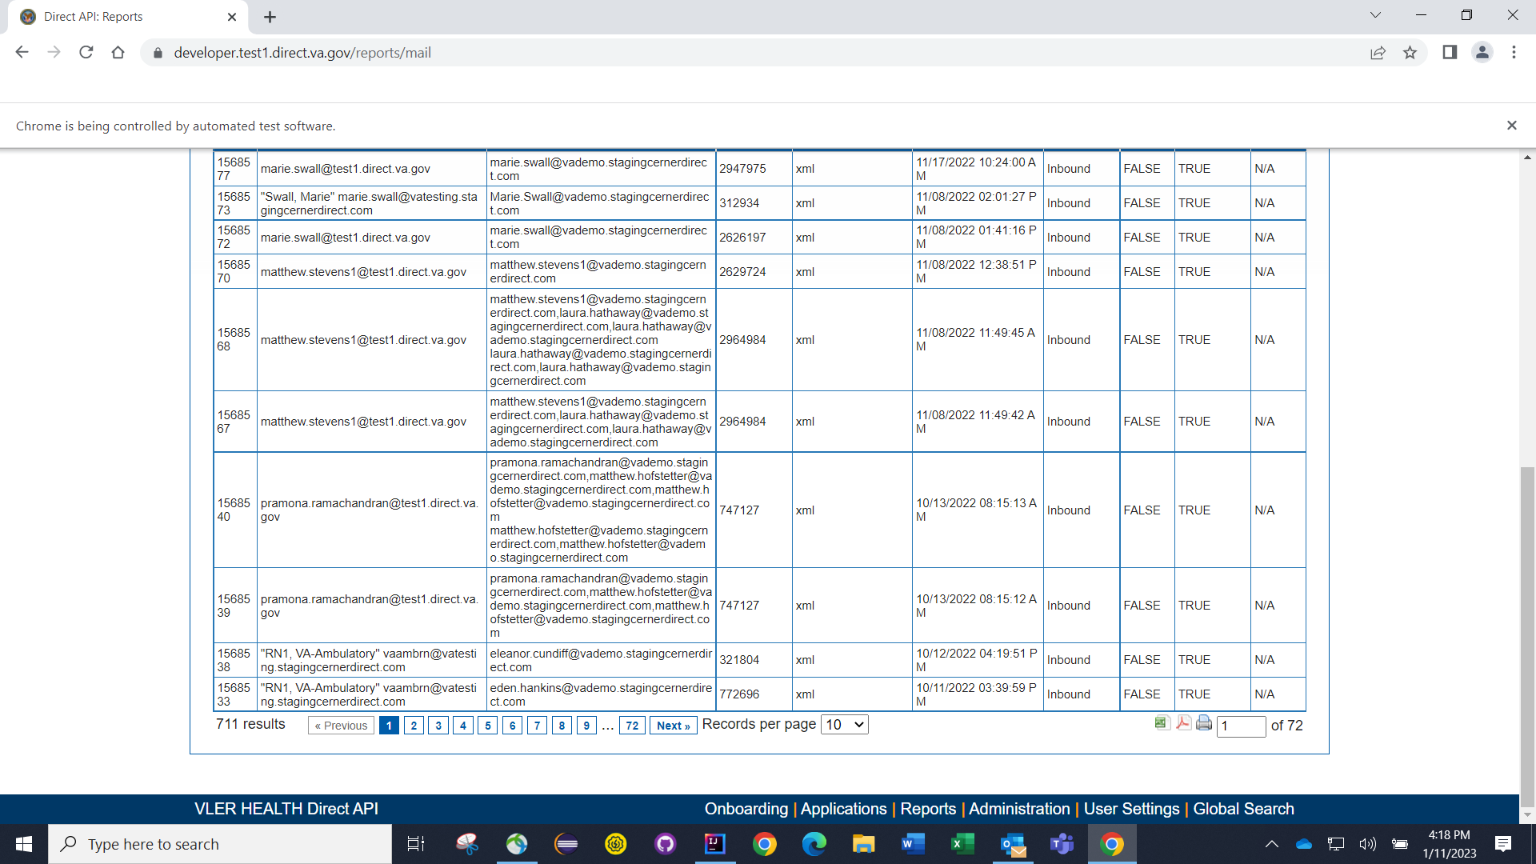 Direct API: Reports
developer.test1.direct.va.gov/reports/mail
Chrome is being controlled by automated test software.
15685
77
marie.swall@test1.direct.va.gov
marie.swall@vademo.stagingcernerdirec
t.com
2947975
xml
11/17/2022 10:24:00 A
M
Inbound
FALSE
TRUE
N/A
15685
73
"Swall, Marie" marie.swall@vatesting.sta
gingcernerdirect.com
Marie.Swall@vademo.stagingcernerdirec
t.com
312934
xml
11/08/2022 02:01:27 P
M
Inbound
FALSE
TRUE
N/A
15685
72
marie.swall@test1.direct.va.gov
marie.swall@vademo.stagingcernerdirec
t.com
2626197
xml
11/08/2022 01:41:16 P
M
Inbound
FALSE
TRUE
N/A
15685
70
matthew.stevens1@test1.direct.va.gov
matthew.stevens1@vademo.stagingcern
erdirect.com
2629724
xml
11/08/2022 12:38:51 P
M
Inbound
FALSE
TRUE
N/A
15685
68
matthew.stevens1@test1.direct.va.gov
matthew.stevens1@vademo.stagingcern
erdirect.com,laura.hathaway@vademo.st
agingcernerdirect.com,laura.hathaway@v
ademo.stagingcernerdirect.com
laura.hathaway@vademo.stagingcernerdi
rect.com,laura.hathaway@vademo.stagin
gcernerdirect.com
2964984
xml
11/08/2022 11:49:45 A
M
Inbound
FALSE
TRUE
N/A
15685
67
matthew.stevens1@test1.direct.va.gov
matthew.stevens1@vademo.stagingcern
erdirect.com,laura.hathaway@vademo.st
agingcernerdirect.com,laura.hathaway@v
ademo.stagingcernerdirect.com
2964984
xml
11/08/2022 11:49:42 A
M
Inbound
FALSE
TRUE
N/A
15685
40
pramona.ramachandran@test1.direct.va.
gov
pramona.ramachandran@vademo.stagin
gcernerdirect.com,matthew.hofstetter@va
demo.stagingcernerdirect.com,matthew.h
ofstetter@vademo.stagingcernerdirect.co
m
matthew.hofstetter@vademo.stagingcern
erdirect.com,matthew.hofstetter@vadem
o.stagingcernerdirect.com
747127
xml
10/13/2022 08:15:13 A
M
Inbound
FALSE
TRUE
N/A
15685
39
pramona.ramachandran@test1.direct.va.
gov
pramona.ramachandran@vademo.stagin
gcernerdirect.com,matthew.hofstetter@va
demo.stagingcernerdirect.com,matthew.h
ofstetter@vademo.stagingcernerdirect.co
m
747127
xml
10/13/2022 08:15:12 A
M
Inbound
FALSE
TRUE
N/A
15685
38
"RN1, VA-Ambulatory" vaambrn@vatesti
ng.stagingcernerdirect.com
eleanor.cundiff@vademo.stagingcernerdir
ect.com
321804
xml
10/12/2022 04:19:51 P
M
Inbound
FALSE
TRUE
N/A
15685
33
"RN1, VA-Ambulatory" vaambrn@vatesti
ng.stagingcernerdirect.com
eden.hankins@vademo.stagingcernerdire
ct.com
772696
xml
10/11/2022 03:39:59 P
M
Inbound
FALSE
TRUE
N/A
711 results « Previous 1 2 3 4 5 6 7 8 9 ... 72 Next » Records per page 10 1 of 72
VLER HEALTH Direct API Onboarding | Applications | Reports | Administration | User Settings | Global Search
Type here to search
4:18 PM
1/11/2023